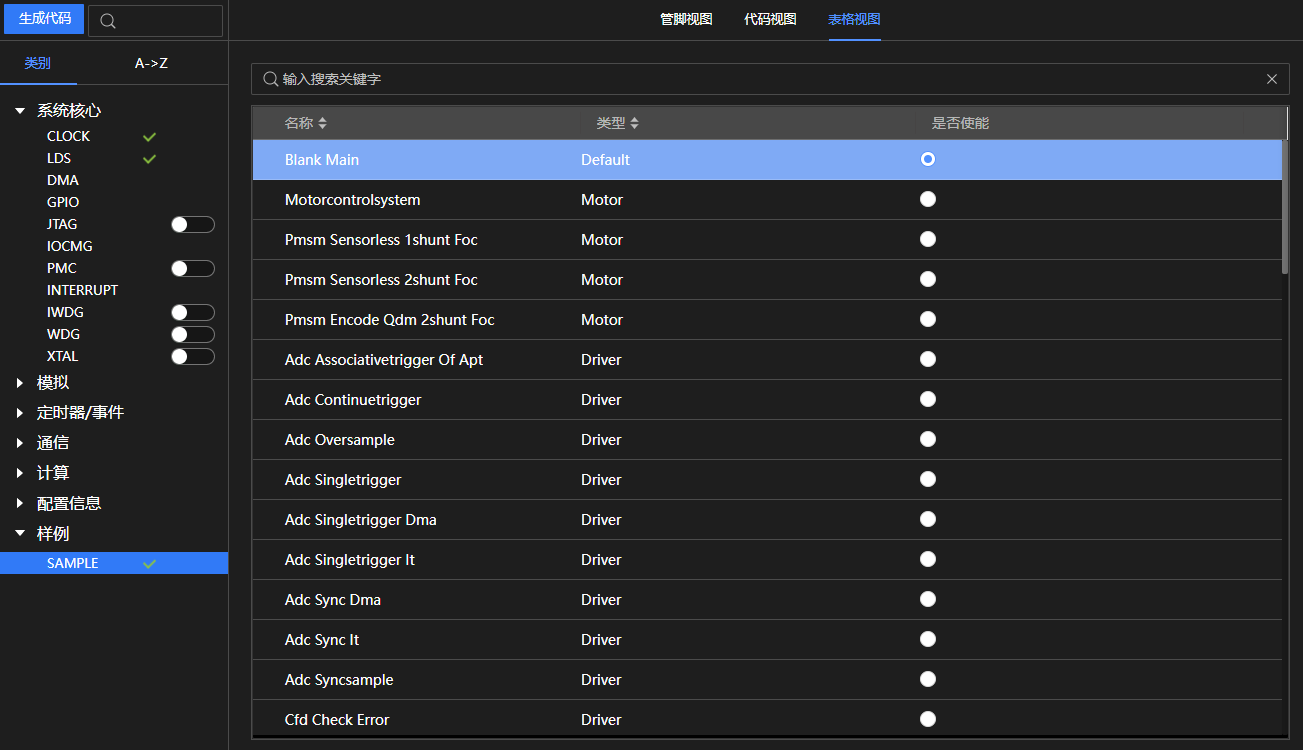 生成代码
管脚视图 代码视图 表格视图
类别 A->Z
系统核心
CLOCK
LDS
DMA
GPIO
JTAG
IOCMG
PMC
INTERRUPT
IWDG
WDG
XTAL
模拟
定时器/事件
通信
计算
配置信息
样例
SAMPLE
输入搜索关键字
名称 类型 是否使能
Blank Main Default
Motorcontrolsystem Motor
Pmsm Sensorless 1shunt Foc Motor
Pmsm Sensorless 2shunt Foc Motor
Pmsm Encode Qdm 2shunt Foc Motor
Adc Associativetrigger Of Apt Driver
Adc Continuetrigger Driver
Adc Oversample Driver
Adc Singletrigger Driver
Adc Singletrigger Dma Driver
Adc Singletrigger It Driver
Adc Sync Dma Driver
Adc Sync It Driver
Adc Syncsample Driver
Cfd Check Error Driver